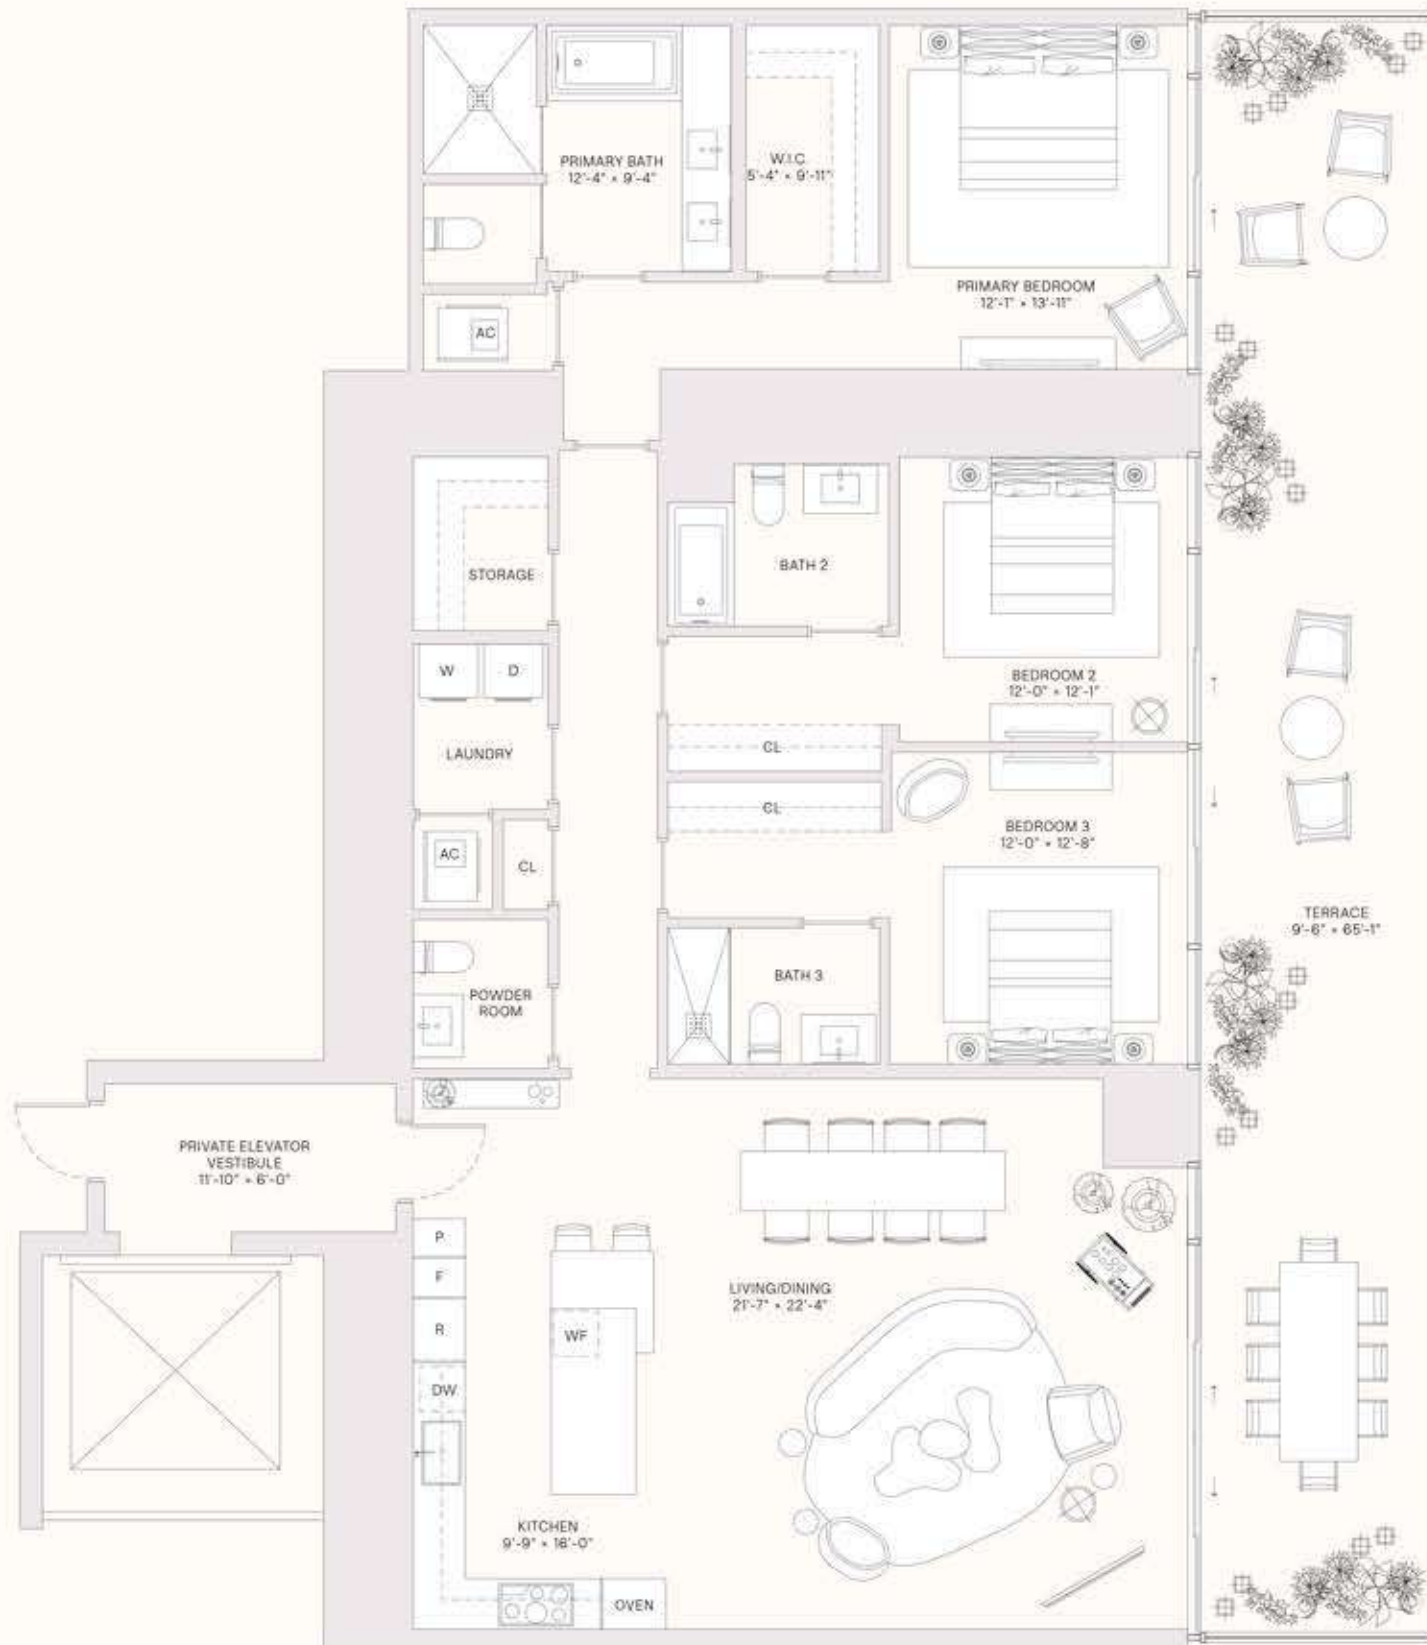 PRIMARY BATH
12'-4" × 9'-4"
W.I.C
5'-4" × 9'-11"
PRIMARY BEDROOM
12'-1" × 13'-11"
AC
STORAGE
BATH 2
W
D
BEDROOM 2
12'-0" × 12'-1"
LAUNDRY
CL
CL
BEDROOM 3
12'-0" × 12'-8"
AC
CL
TERRACE
9'-6" × 65'-1"
POWDER
ROOM
BATH 3
PRIVATE ELEVATOR
VESTIBULE
11'-10" × 6'-0"
P
F
R
WF
LIVING/DINING
21'-7" × 22'-4"
DW
KITCHEN
9'-9" × 16'-0"
OVEN